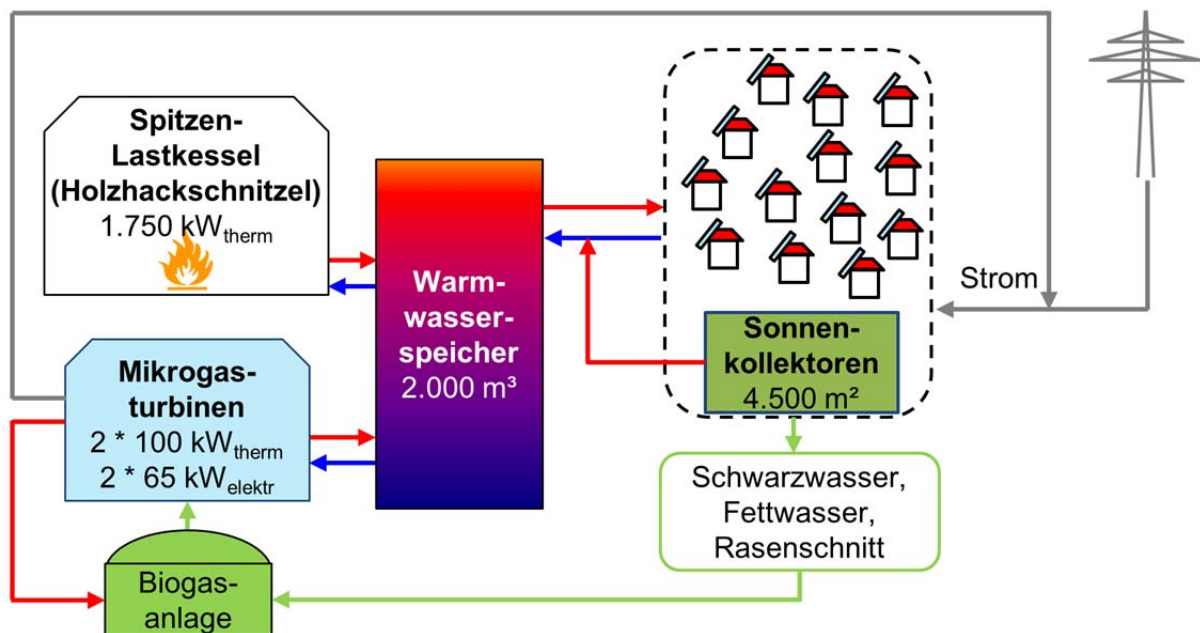 Spitzen-
Lastkessel
(Holzhackschnitzel)
1.750 kWtherm
Mikrogas-
turbinen
2 * 100 kWtherm
2 * 65 kWelektr
Biogas-
anlage
Warm-
wasser-
speicher
2.000 m³
Sonnen-
kollektoren
4.500 m²
Schwarzwasser,
Fettwasser,
Rasenschnitt
Strom